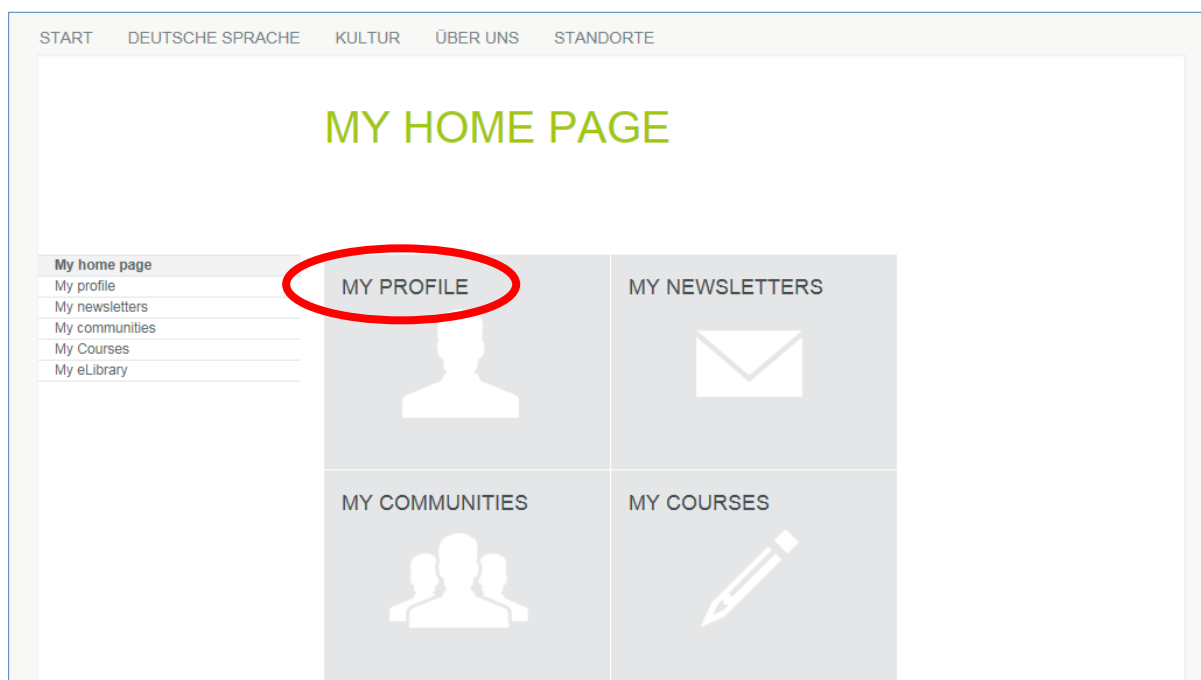 START DEUTSCHE SPRACHE KULTUR ÜBER UNS STANDORTE
MY HOME PAGE
My home page
My profile
My newsletters
My communities
My Courses
My eLibrary
MY PROFILE
MY NEWSLETTERS
MY COMMUNITIES
MY COURSES